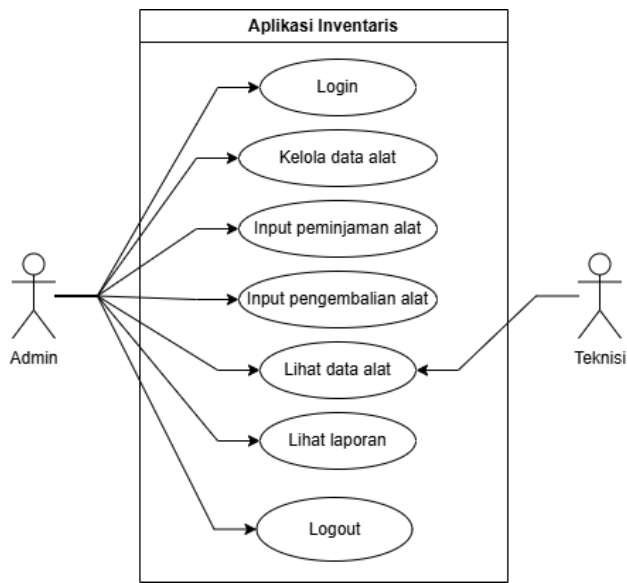 Aplikasi Inventaris
Login
Kelola data alat
Input peminjaman alat
Input pengembalian alat
Admin
Teknisi
Lihat data alat
Lihat laporan
Logout